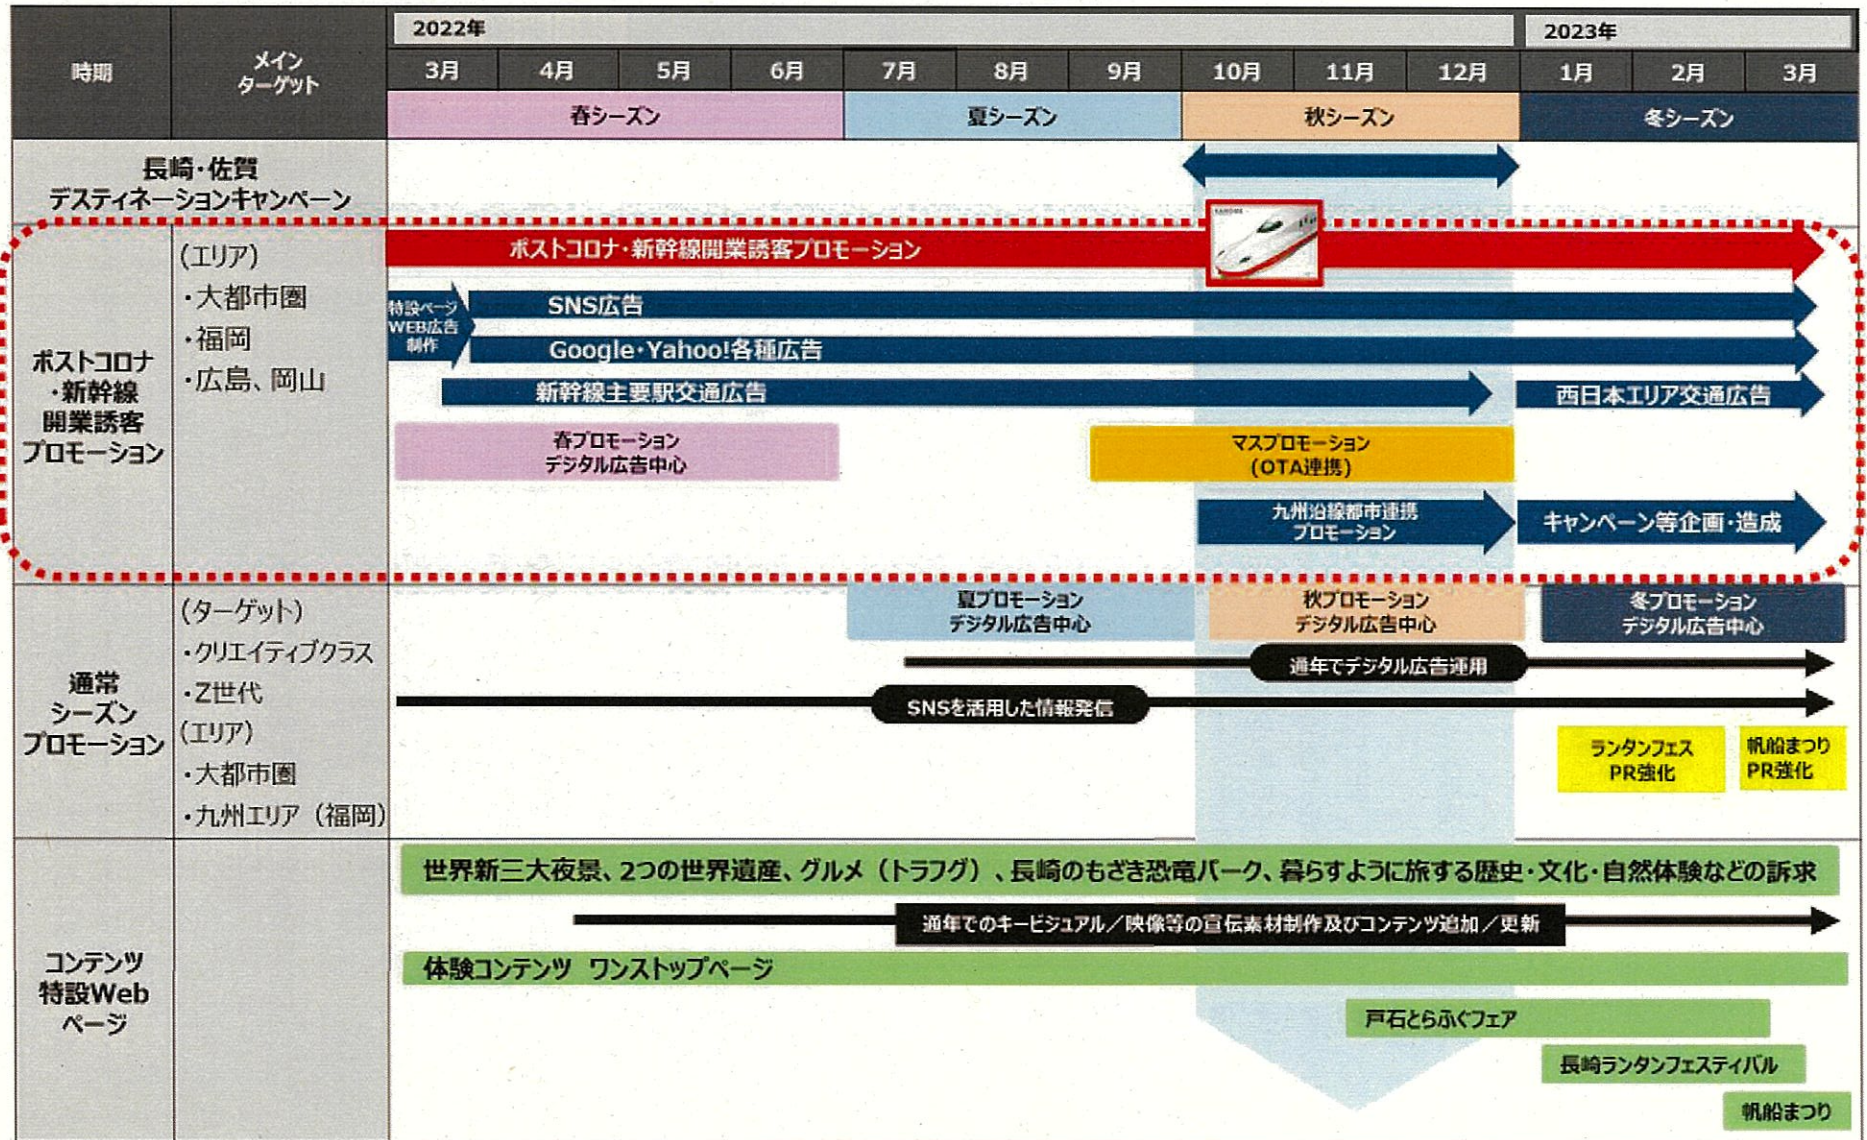 時期
メイン
ターゲット
2022年
2023年
3月
4月
5月
6月
7月
8月
9月
10月
11月
12月
1月
2月
3月
春シーズン
夏シーズン
秋シーズン
冬シーズン
長崎・佐賀
デスティネーションキャンペーン
ポストコロナ
・新幹線
開業誘客
プロモーション
(エリア)
・大都市圏
・福岡
・広島、岡山
ポストコロナ・新幹線開業誘客プロモーション
特設ページ
WEB広告
制作
SNS広告
Google・Yahoo!各種広告
新幹線主要駅交通広告
西日本エリア交通広告
春プロモーション
デジタル広告中心
マスプロモーション
(OTA連携)
九州沿線都市連携
プロモーション
キャンペーン等企画・造成
通常
シーズン
プロモーション
(ターゲット)
・クリエイティブクラス
・Z世代
(エリア)
・大都市圏
・九州エリア（福岡）
夏プロモーション
デジタル広告中心
秋プロモーション
デジタル広告中心
冬プロモーション
デジタル広告中心
通年でデジタル広告運用
SNSを活用した情報発信
ランタンフェス
PR強化
帆船まつり
PR強化
コンテンツ
特設Web
ページ
世界新三大夜景、2つの世界遺産、グルメ（トラフグ）、長崎のもざき恐竜パーク、暮らすように旅する歴史・文化・自然体験などの訴求
通年でのキービジュアル／映像等の宣伝素材制作及びコンテンツ追加／更新
体験コンテンツ ワンストップページ
戸石とらふぐフェア
長崎ランタンフェスティバル
帆船まつり